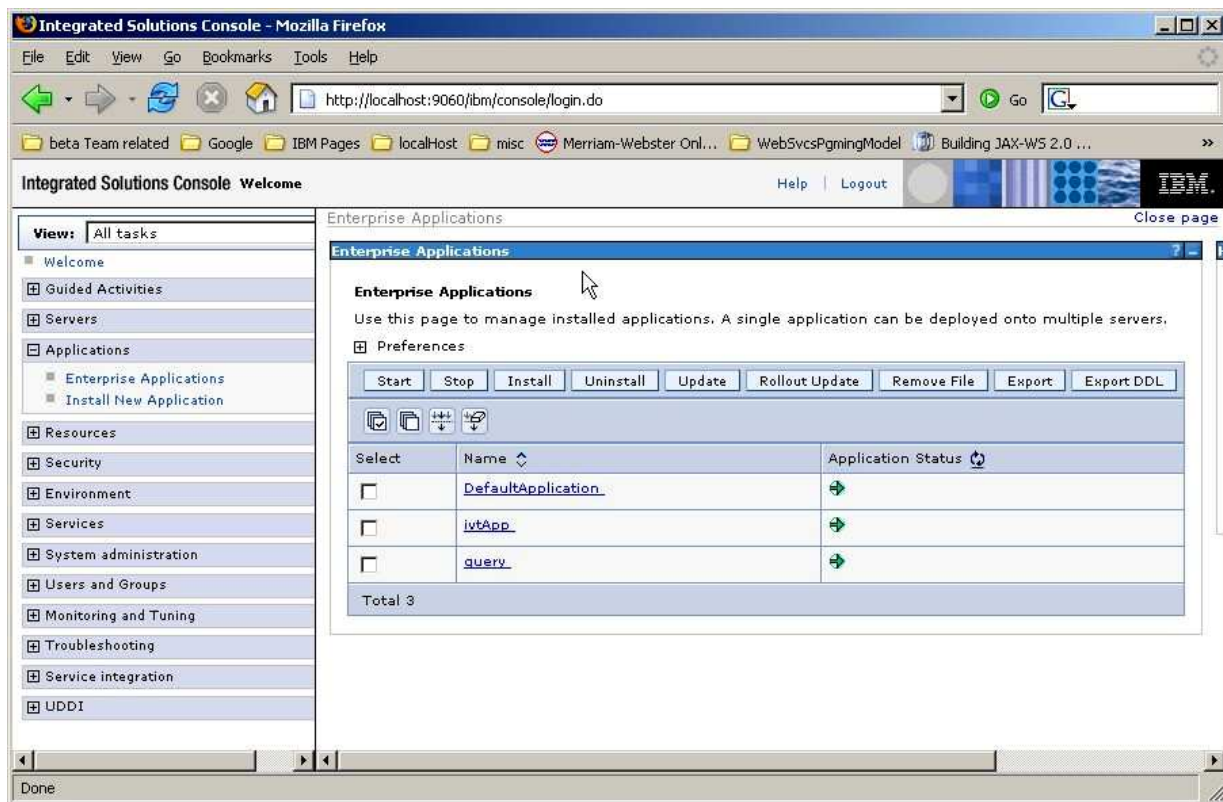 Integrated Solutions Console - Mozilla Firefox
File Edit View Go Bookmarks Tools Help
http://localhost:9060/ibm/console/login.do Go G
beta Team related Google IBM Pages localHost misc Merriam-Webster Onl... WebSvcsPgmingModel Building JAX-WS 2.0 ... »
Integrated Solutions Console Welcome Help | Logout IBM.
View: All tasks
Welcome
Guided Activities
Servers
Applications
Enterprise Applications
Install New Application
Resources
Security
Environment
Services
System administration
Users and Groups
Monitoring and Tuning
Troubleshooting
Service integration
UDDI
Enterprise Applications Close page
Enterprise Applications ? -
Enterprise Applications
Use this page to manage installed applications. A single application can be deployed onto multiple servers.
Preferences
Start Stop Install Uninstall Update Rollout Update Remove File Export Export DDL
Select Name Application Status
DefaultApplication
ivtApp
query
Total 3
Done